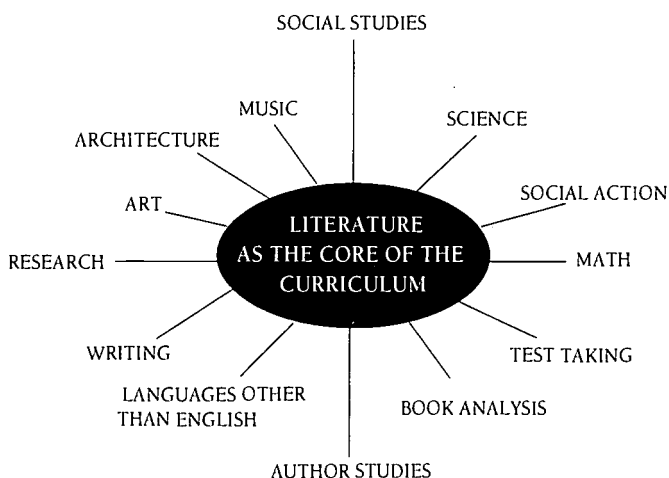 SOCIAL STUDIES
MUSIC
SCIENCE
ARCHITECTURE
SOCIAL ACTION
ART
LITERATURE
AS THE CORE OF THE
CURRICULUM
RESEARCH
MATH
WRITING
TEST TAKING
LANGUAGES OTHER
THAN ENGLISH
BOOK ANALYSIS
AUTHOR STUDIES